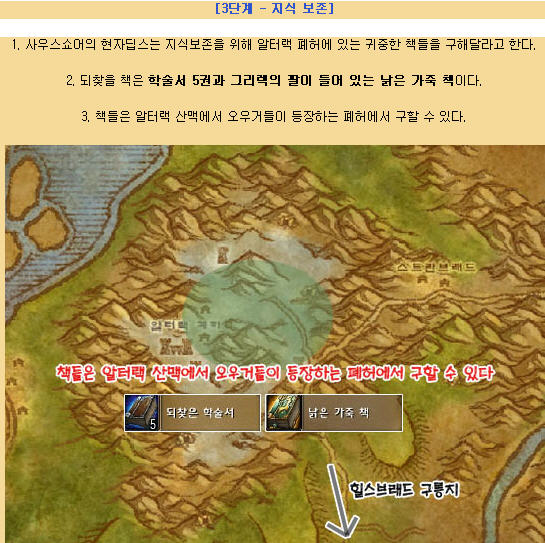 [3단계 - 지식 보존]
1. 사우스쇼어의 현자딥스는 지식보존을 위해 알터랙 폐허에 있는 귀중한 책들을 구해달라고 한다.
2. 되찾을 책은 학술서 5권과 그리핵의 팔이 들어 있는 낡은 가죽 책이다.
3. 책들은 알터랙 산맥에서 오우거들이 등장하는 폐허에서 구할 수 있다.
스트란브래드
책들은 알터랙 산맥에서 오우거들이 등장하는 폐허에서 구할 수 있다
5
되찾은 학술서
낡은 가죽 책
힐스브래드 구릉지